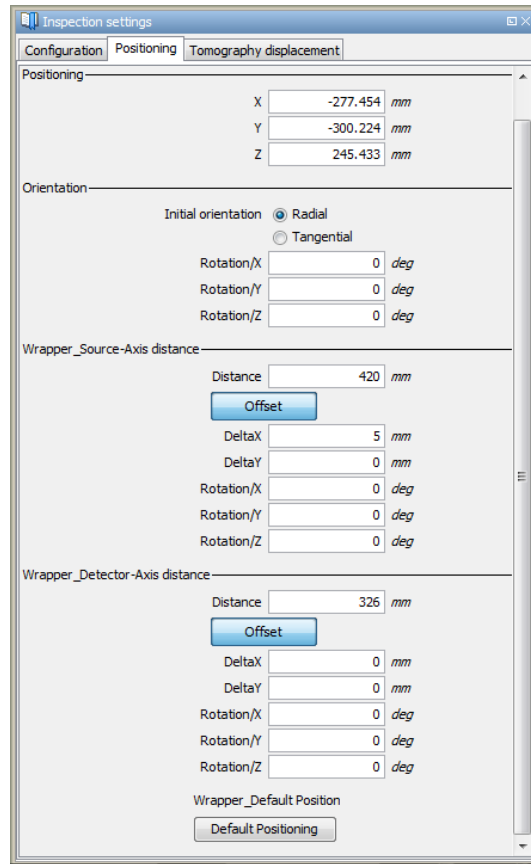 Inspection settings
Configuration Positioning Tomography displacement
Positioning
X -277.454 mm
Y -300.224 mm
Z 245.433 mm
Orientation
Initial orientation Radial
Tangential
Rotation/X 0 deg
Rotation/Y 0 deg
Rotation/Z 0 deg
Wrapper_Source-Axis distance
Distance 420 mm
Offset
DeltaX 5 mm
DeltaY 0 mm
Rotation/X 0 deg
Rotation/Y 0 deg
Rotation/Z 0 deg
Wrapper_Detector-Axis distance
Distance 326 mm
Offset
DeltaX 0 mm
DeltaY 0 mm
Rotation/X 0 deg
Rotation/Y 0 deg
Rotation/Z 0 deg
Wrapper_Default Position
Default Positioning